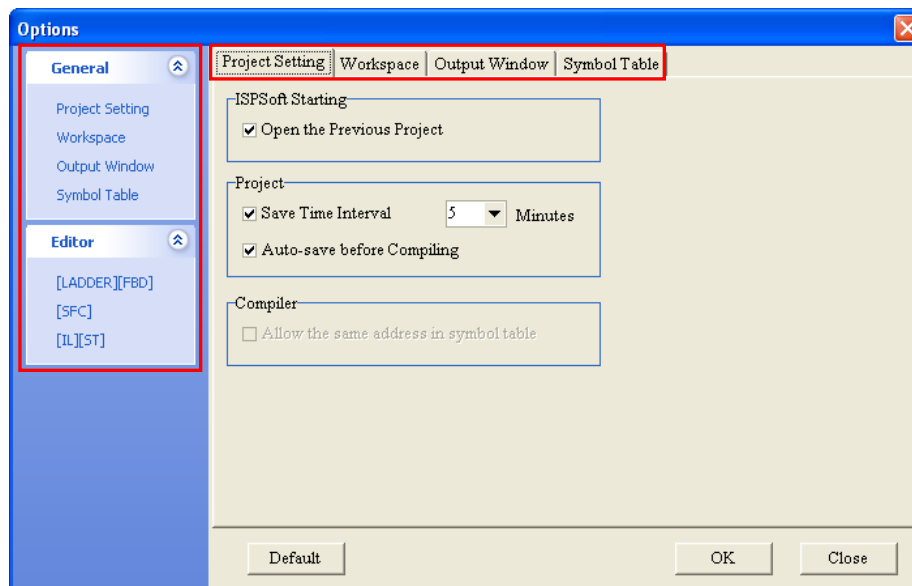 Options
General
Project Setting
Workspace
Output Window
Symbol Table
Editor
[LADDER][FBD]
[SFC]
[IL][ST]
Project Setting Workspace Output Window Symbol Table
ISPSoft Starting
Open the Previous Project
Project
Save Time Interval 5 Minutes
Auto-save before Compiling
Compiler
Allow the same address in symbol table
Default OK Close